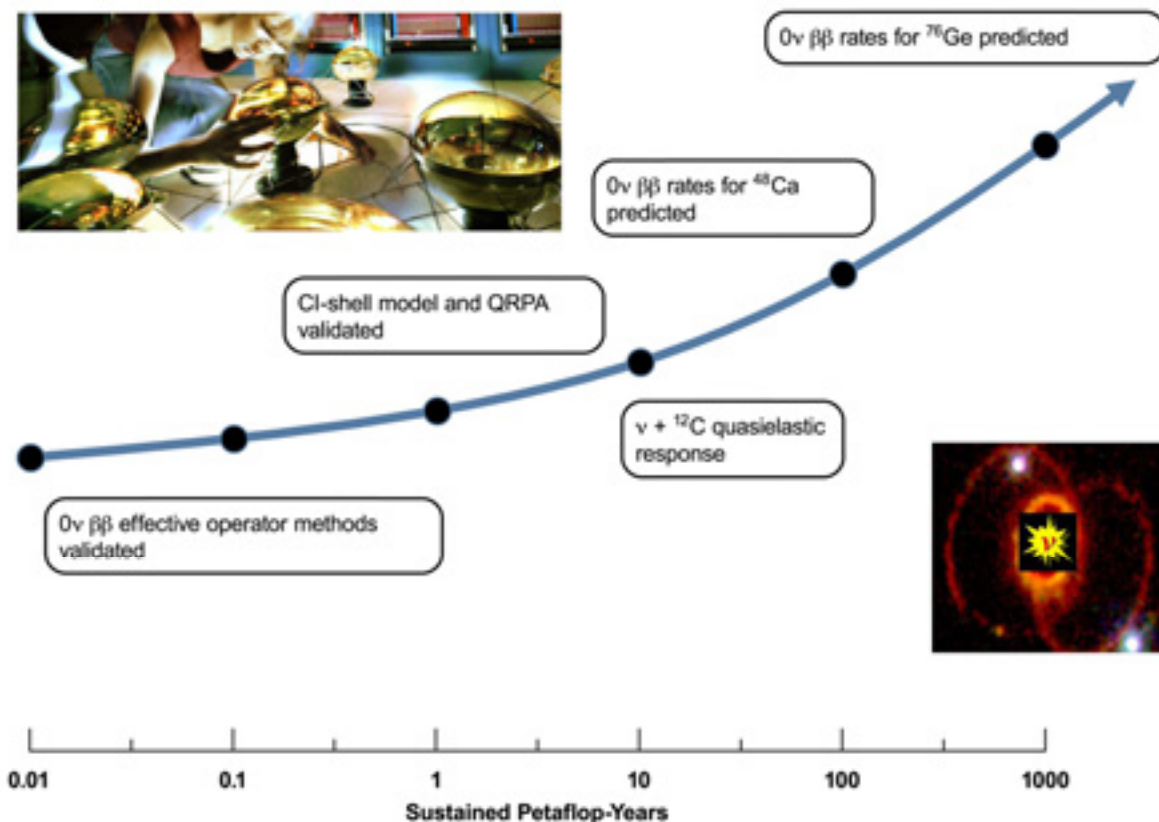 0ν ββ rates for ⁷⁶Ge predicted
0ν ββ rates for ⁴⁸Ca
predicted
CI-shell model and QRPA
validated
ν + ¹²C quasielastic
response
0ν ββ effective operator methods
validated
ν
0.01 0.1 1 10 100 1000
Sustained Petaflop-Years